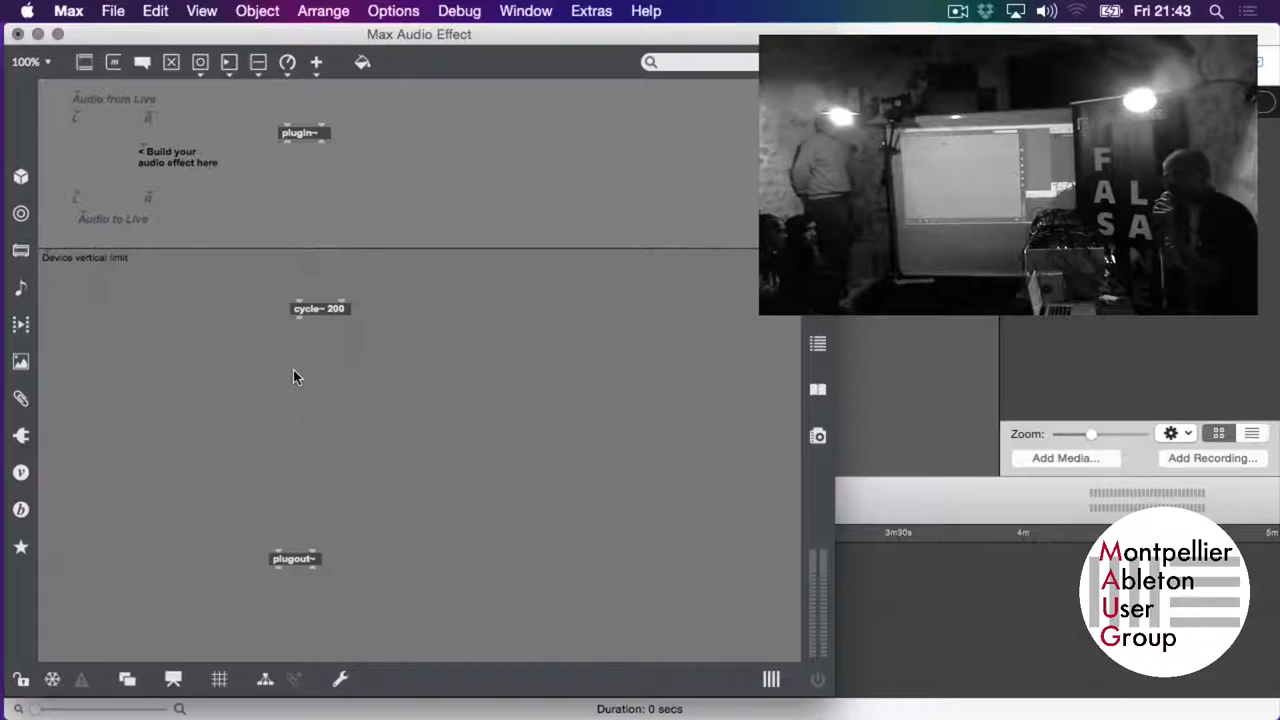 Max File Edit View Object Arrange Options Debug Window Extras Help Fri 21:43
Max Audio Effect
100%
Audio from Live
L R
plugin~
< Build your
audio effect here
L R
Audio to Live
Device vertical limit
cycle~ 200
plugout~
FAS
LA
Zoom:
Add Media... Add Recording...
3m30s 4m 5m
Montpellier
Ableton
User
Group
Duration: 0 secs